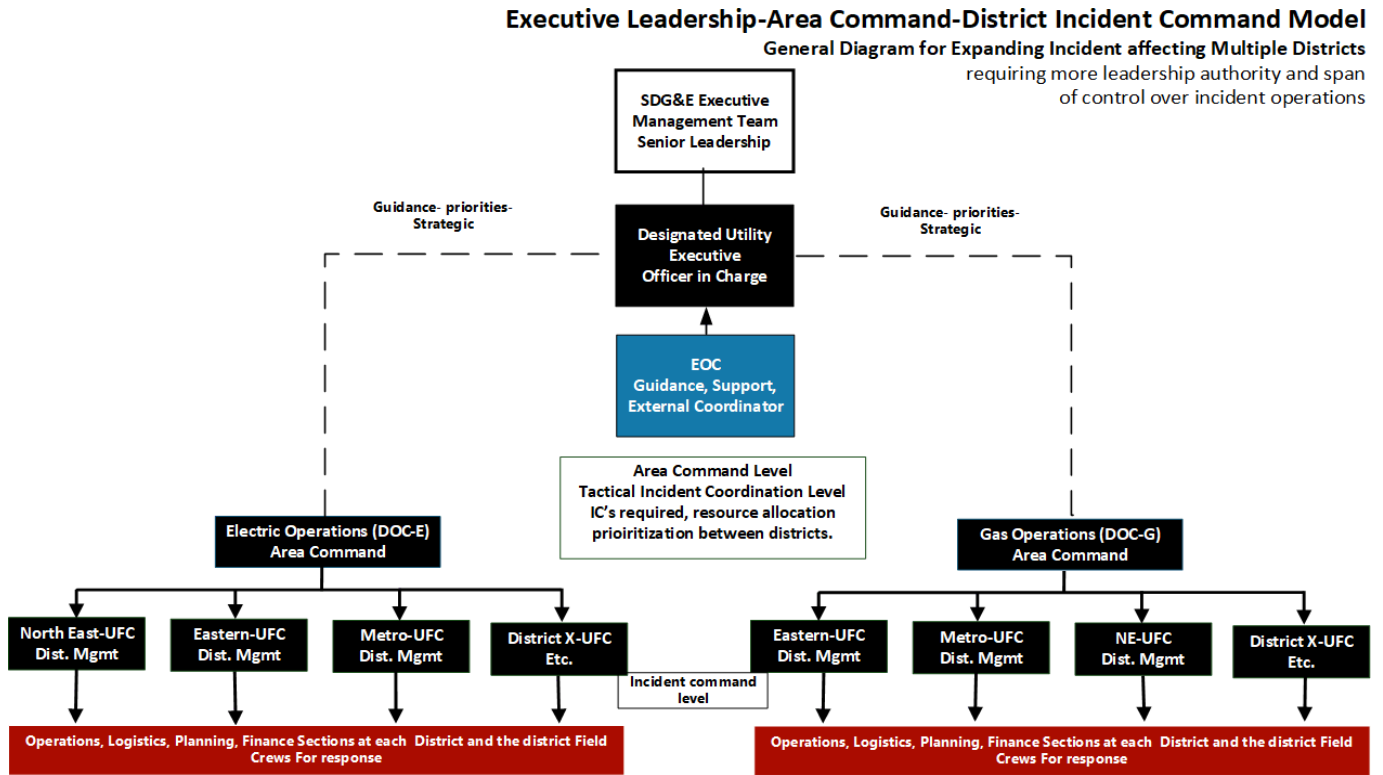 Executive Leadership-Area Command-District Incident Command Model
General Diagram for Expanding Incident affecting Multiple Districts
requiring more leadership authority and span
of control over incident operations
SDG&E Executive
Management Team
Senior Leadership
Guidance- priorities-
Strategic
Guidance- priorities-
Strategic
Designated Utility
Executive
Officer in Charge
EOC
Guidance, Support,
External Coordinator
Area Command Level
Tactical Incident Coordination Level
IC's required, resource allocation
prioiritization between districts.
Electric Operations (DOC-E)
Area Command
Gas Operations (DOC-G)
Area Command
North East-UFC
Dist. Mgmt
Eastern-UFC
Dist. Mgmt
Metro-UFC
Dist. Mgmt
District X-UFC
Etc.
Eastern-UFC
Dist. Mgmt
Metro-UFC
Dist. Mgmt
NE-UFC
Dist. Mgmt
District X-UFC
Etc.
Incident command
level
Operations, Logistics, Planning, Finance Sections at each District and the district Field
Crews For response
Operations, Logistics, Planning, Finance Sections at each District and the district Field
Crews For response